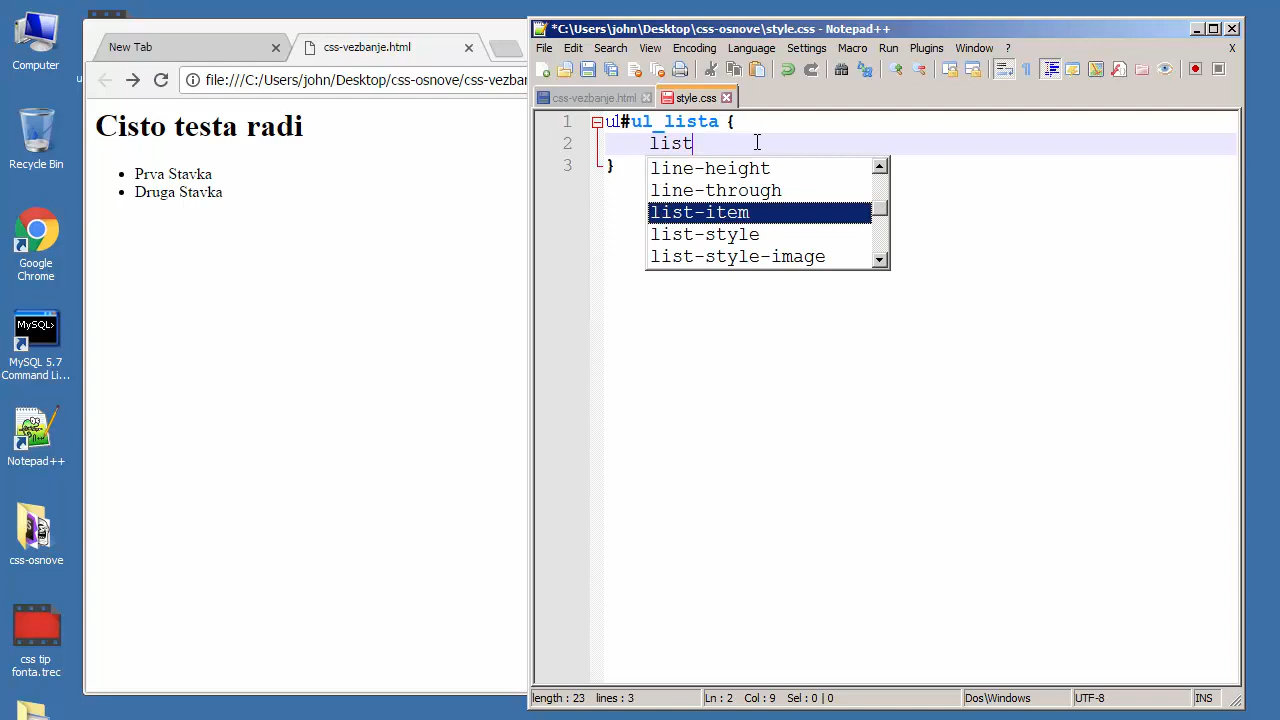 Computer
Recycle Bin
Google
Chrome
MySQL>
MySQL 5.7
Command Li...
Notepad++
css-osnove
css tip
fonta.trec
New Tab
css-vezbanje.html
file:///C:/Users/john/Desktop/css-osnove/css-vezban
Cisto testa radi
Prva Stavka
Druga Stavka
*C:\Users\john\Desktop\css-osnove\style.css - Notepad++
File Edit Search View Encoding Language Settings Macro Run Plugins Window ? X
css-vezbanje.html
style.css
1 ul#ul_lista {
2 list
3 }
line-height
line-through
list-item
list-style
list-style-image
length : 23 lines : 3 Ln : 2 Col : 9 Sel : 0 | 0 Dos\Windows UTF-8 INS